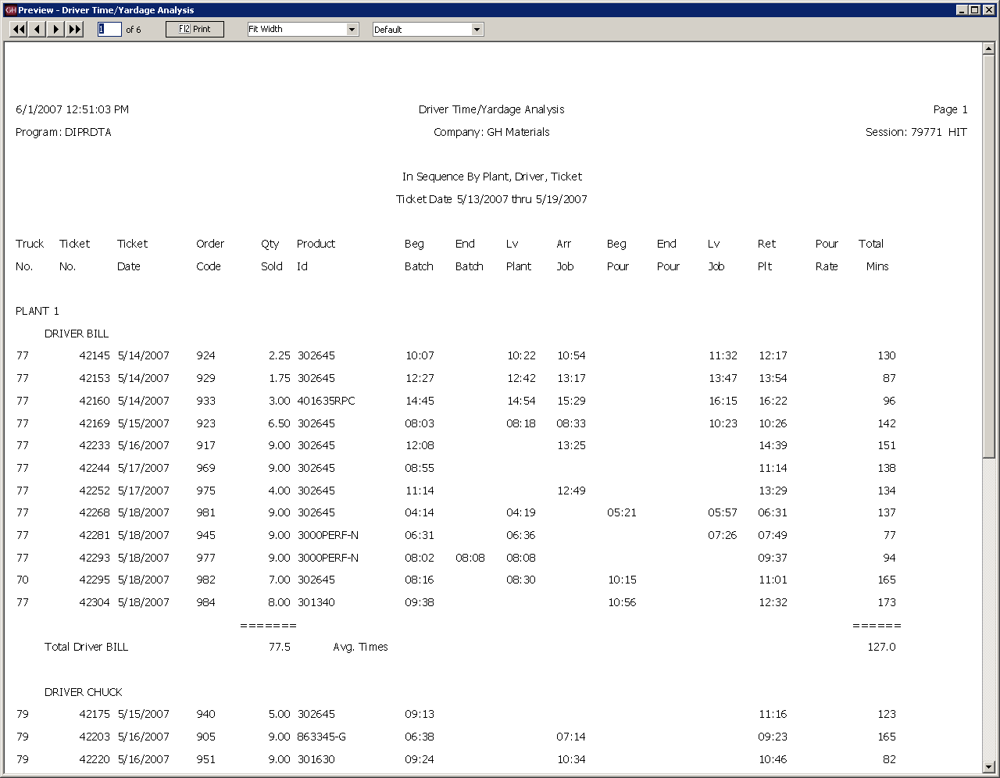 GH Preview - Driver Time/Yardage Analysis
1 of 6 F12 Print Fit Width Default
6/1/2007 12:51:03 PM Driver Time/Yardage Analysis Page 1
Program: DIPRDTA Company: GH Materials Session: 79771 HIT
In Sequence By Plant, Driver, Ticket
Ticket Date 5/13/2007 thru 5/19/2007
Truck Ticket Ticket Order Qty Product Beg End Lv Arr Beg End Lv Ret Pour Total
No. No. Date Code Sold Id Batch Batch Plant Job Pour Pour Job Plt Rate Mins
PLANT 1
DRIVER BILL
77 42145 5/14/2007 924 2.25 302645 10:07 10:22 10:54 11:32 12:17 130
77 42153 5/14/2007 929 1.75 302645 12:27 12:42 13:17 13:47 13:54 87
77 42160 5/14/2007 933 3.00 401635RPC 14:45 14:54 15:29 16:15 16:22 96
77 42169 5/15/2007 923 6.50 302645 08:03 08:18 08:33 10:23 10:26 142
77 42233 5/16/2007 917 9.00 302645 12:08 13:25 14:39 151
77 42244 5/17/2007 969 9.00 302645 08:55 11:14 138
77 42252 5/17/2007 975 4.00 302645 11:14 12:49 13:29 134
77 42268 5/18/2007 981 9.00 302645 04:14 04:19 05:21 05:57 06:31 137
77 42281 5/18/2007 945 9.00 3000PERF-N 06:31 06:36 07:26 07:49 77
77 42293 5/18/2007 977 9.00 3000PERF-N 08:02 08:08 08:08 09:37 94
70 42295 5/18/2007 982 7.00 302645 08:16 08:30 10:15 11:01 165
77 42304 5/18/2007 984 8.00 301340 09:38 10:56 12:32 173
======= ======
Total Driver BILL 77.5 Avg. Times 127.0
DRIVER CHUCK
79 42175 5/15/2007 940 5.00 302645 09:13 11:16 123
79 42203 5/16/2007 905 9.00 863345-G 06:38 07:14 09:23 165
79 42220 5/16/2007 951 9.00 301630 09:24 10:34 10:46 82